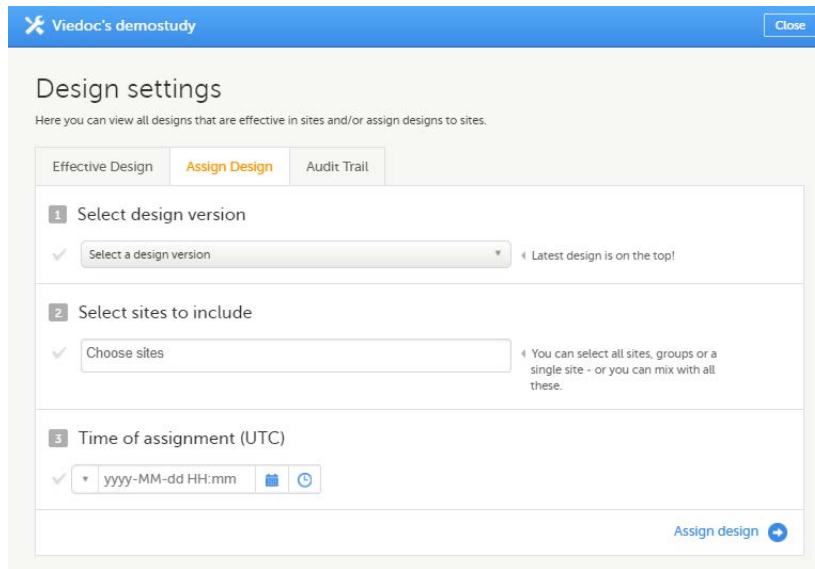 Viedoc's demostudy
Close
Design settings
Here you can view all designs that are effective in sites and/or assign designs to sites.
Effective Design
Assign Design
Audit Trail
1 Select design version
Select a design version
Latest design is on the top!
2 Select sites to include
Choose sites
You can select all sites, groups or a
single site - or you can mix with all
these.
3 Time of assignment (UTC)
yyyy-MM-dd HH:mm
Assign design